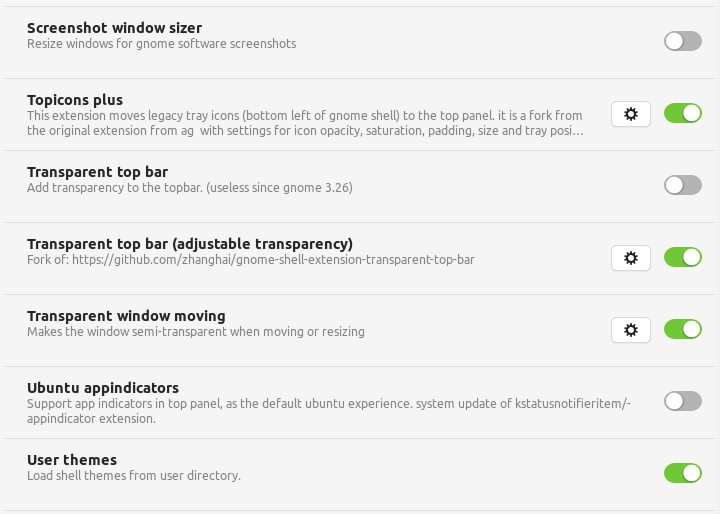 Screenshot window sizer
Resize windows for gnome software screenshots
Topicons plus
This extension moves legacy tray icons (bottom left of gnome shell) to the top panel. it is a fork from
the original extension from ag  with settings for icon opacity, saturation, padding, size and tray posi...
Transparent top bar
Add transparency to the topbar. (useless since gnome 3.26)
Transparent top bar (adjustable transparency)
Fork of: https://github.com/zhanghai/gnome-shell-extension-transparent-top-bar
Transparent window moving
Makes the window semi-transparent when moving or resizing
Ubuntu appindicators
Support app indicators in top panel, as the default ubuntu experience. system update of kstatusnotifieritem/-
appindicator extension.
User themes
Load shell themes from user directory.